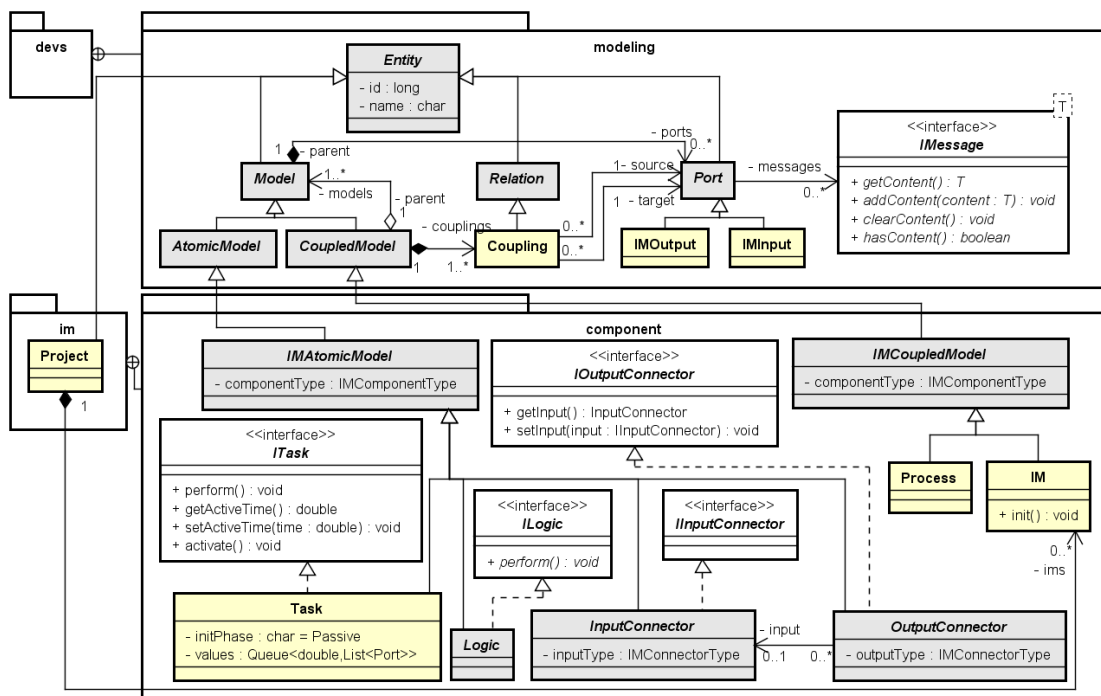 devs
modeling
Entity
- id : long
- name : char
T
<<interface>>
IMessage
+ getContent() : T
+ addContent(content : T) : void
+ clearContent() : void
+ hasContent() : boolean
- ports
0..*
1
- parent
Model
1..*
- models
- parent
1
Relation
1
- source
1
- target
Port
- messages
0..*
AtomicModel
CoupledModel
1
- couplings
1..*
Coupling
0..*
0..*
IMOutput
IMInput
im
Project
1
component
IMAtomicModel
- componentType : IMComponentType
<<interface>>
IOutputConnector
+ getInput() : InputConnector
+ setInput(input : IInputConnector) : void
IMCoupledModel
- componentType : IMComponentType
<<interface>>
ITask
+ perform() : void
+ getActiveTime() : double
+ setActiveTime(time : double) : void
+ activate() : void
Process
IM
+ init() : void
<<interface>>
ILogic
+ perform() : void
<<interface>>
IInputConnector
0..*
- ims
Task
- initPhase : char = Passive
- values : Queue<double,List<Port>>
Logic
InputConnector
- inputType : IMConnectorType
- input
0..1
0..*
OutputConnector
- outputType : IMConnectorType